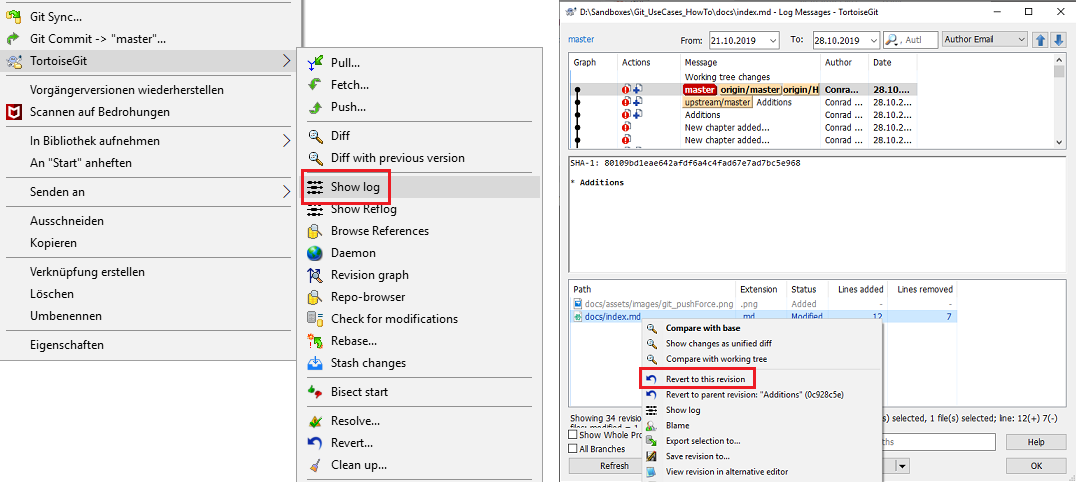 Git Sync...
Git Commit -> "master"...
TortoiseGit
Vorgängerversionen wiederherstellen
Scannen auf Bedrohungen
In Bibliothek aufnehmen
An "Start" anheften
Senden an
Ausschneiden
Kopieren
Verknüpfung erstellen
Löschen
Umbenennen
Eigenschaften
Pull...
Fetch...
Push...
Diff
Diff with previous version
Show log
Show Reflog
Browse References
Daemon
Revision graph
Repo-browser
Check for modifications
Rebase...
Stash changes
Bisect start
Resolve...
Revert...
Clean up...
D:\Sandboxes\Git_UseCases_HowTo\docs\index.md - Log Messages - TortoiseGit
master From: 21.10.2019 To: 28.10.2019 Autl Author Email
Graph Actions Message Author Date
Working tree changes
master origin/master origin/H Conra... 28.10....
upstream/master Additions Conrad ... 28.10.2...
Additions Conrad ... 28.10.2...
New chapter added... Conrad ... 28.10.2...
New chapter added... Conrad ... 28.10.2...
SHA-1: 80109bd1eae642afdf6a4c4fad67e7ad7bc5e968
* Additions
Path Extension Status Lines added Lines removed
docs/assets/images/git_pushForce.png .png Added - -
docs/index.md .md Modified 12 7
Compare with base
Show changes as unified diff
Compare with working tree
Revert to this revision
Revert to parent revision: "Additions" (0c928c5e)
Show log
Blame
Export selection to...
Save revision to...
View revision in alternative editor
Showing 34 revisio s) selected, 1 file(s) selected; line: 12(+) 7(-)
Show Whole Pro ths Help
All Branches
Refresh OK